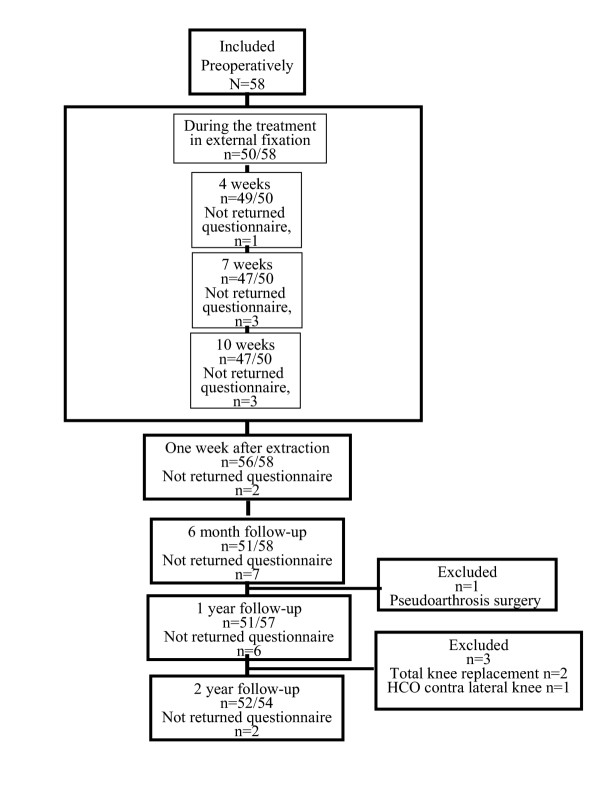 Included
Preoperatively
N=58
During the treatment
in external fixation
n=50/58
4 weeks
n=49/50
Not returned
questionnaire,
n=1
7 weeks
n=47/50
Not returned
questionnaire,
n=3
10 weeks
n=47/50
Not returned
questionnaire,
n=3
One week after extraction
n=56/58
Not returned questionnaire
n=2
6 month follow-up
n=51/58
Not returned questionnaire
n=7
Excluded
n=1
Pseudoarthrosis surgery
1 year follow-up
n=51/57
Not returned questionnaire
n=6
Excluded
n=3
Total knee replacement n=2
HCO contra lateral knee n=1
2 year follow-up
n=52/54
Not returned questionnaire
n=2